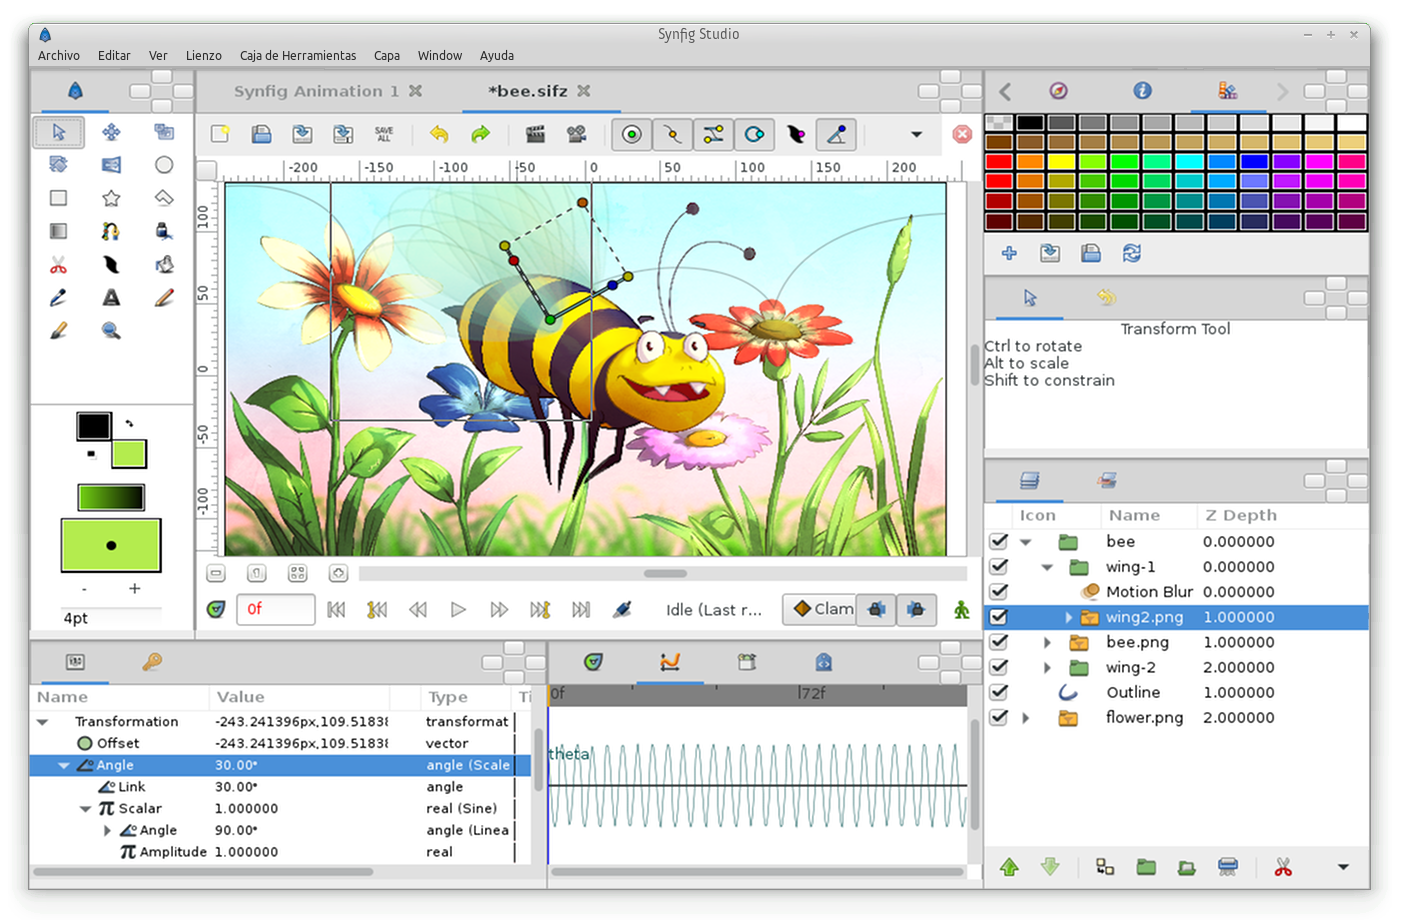 Synfig Studio
Archivo Editar Ver Lienzo Caja de Herramientas Capa Window Ayuda
Synfig Animation 1
*bee.sifz
SAVE ALL
-200 -150 -100 -50 0 50 100 150 200
100
50
0
-50
-100
Transform Tool
Ctrl to rotate
Alt to scale
Shift to constrain
- +
4pt
0f
Idle (Last r...
Clam
Icon Name Z Depth
bee 0.000000
wing-1 0.000000
Motion Blur 0.000000
wing2.png 1.000000
bee.png 1.000000
wing-2 2.000000
Outline 1.000000
flower.png 2.000000
Name Value Type Ti
Transformation -243.241396px,109.51838 transformat
Offset -243.241396px,109.51838 vector
Angle 30.00° angle (Scale
Link 30.00° angle
Scalar 1.000000 real (Sine)
Angle 90.00° angle (Linea
Amplitude 1.000000 real
0f 72f
theta